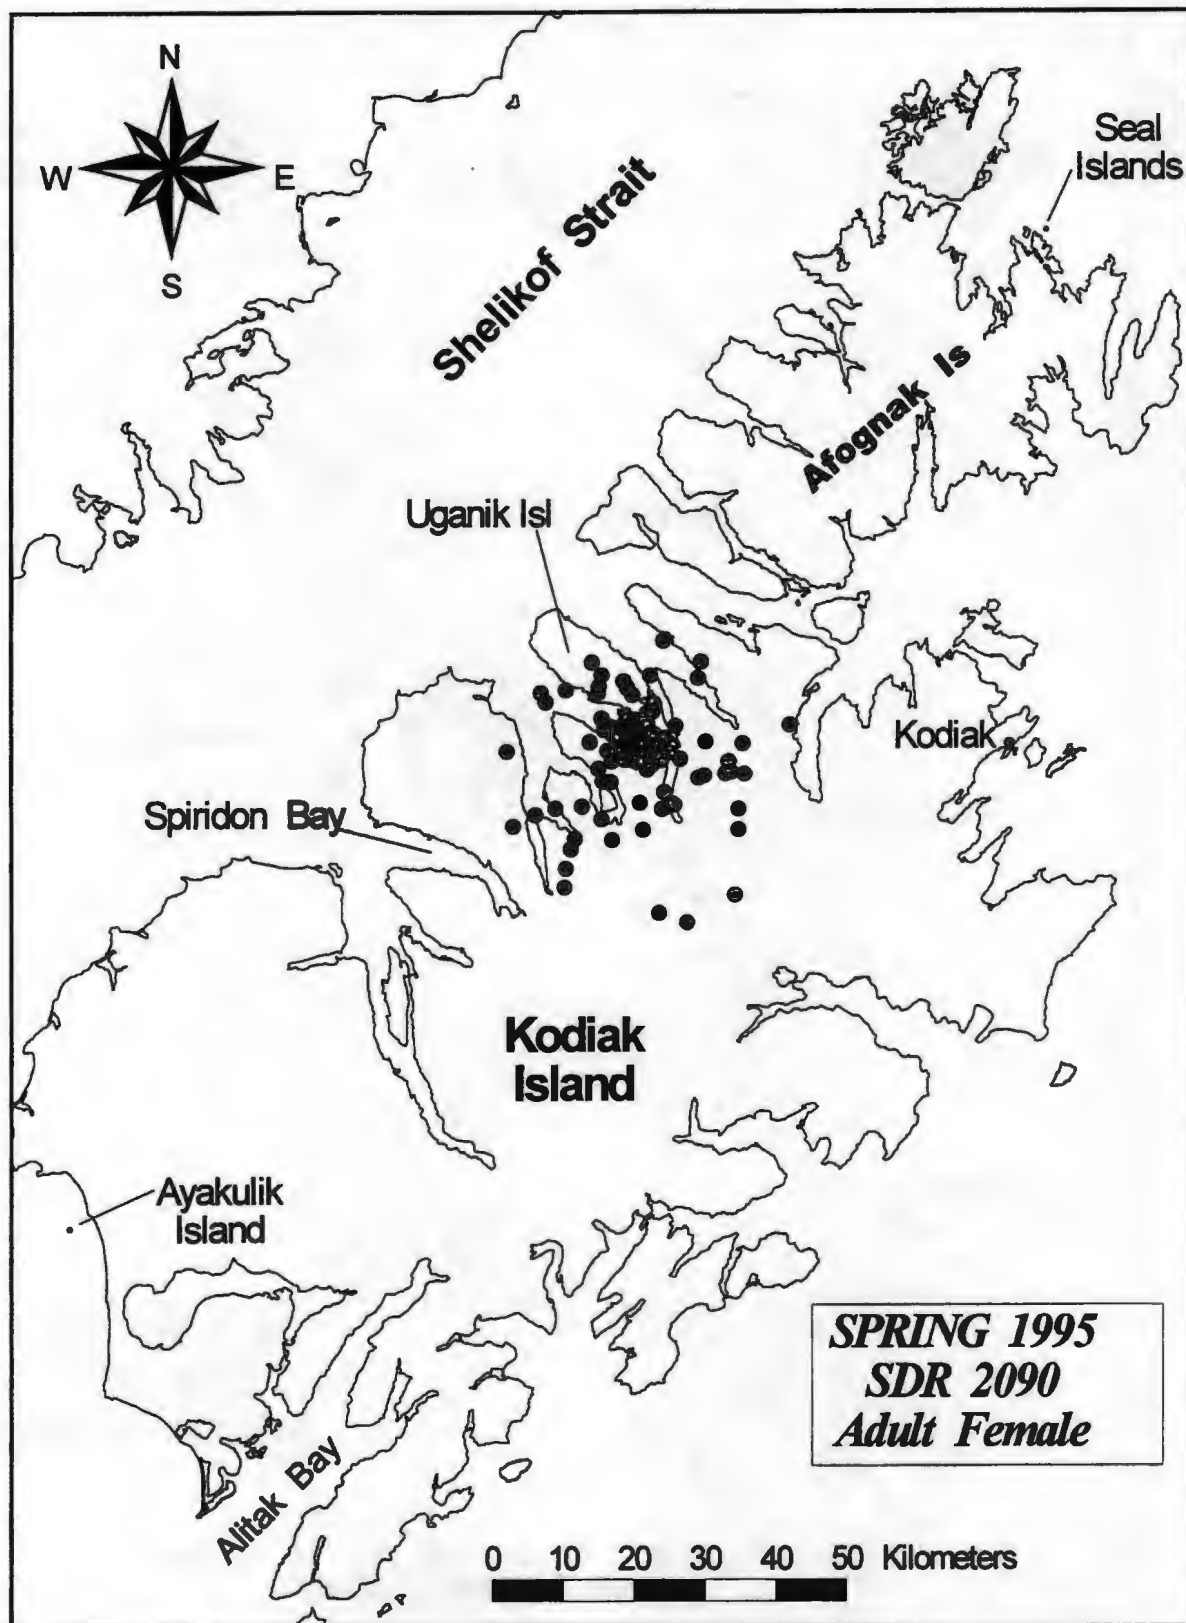 N
W
E
S
Seal
Islands
Shelikof Strait
Afognak Is
Uganik Isl
Kodiak
Spiridon Bay
Kodiak
Island
Ayakulik
Island
SPRING 1995
SDR 2090
Adult Female
Alitak Bay
0 10 20 30 40 50 Kilometers